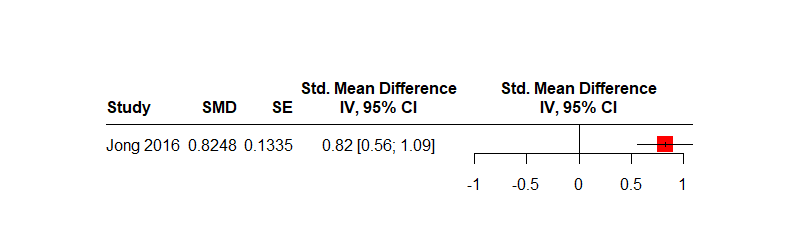 Std. Mean Difference Std. Mean Difference
Study SMD SE IV, 95% CI IV, 95% CI
Jong 2016 0.8248 0.1335 0.82 [0.56; 1.09]
-1 -0.5 0 0.5 1